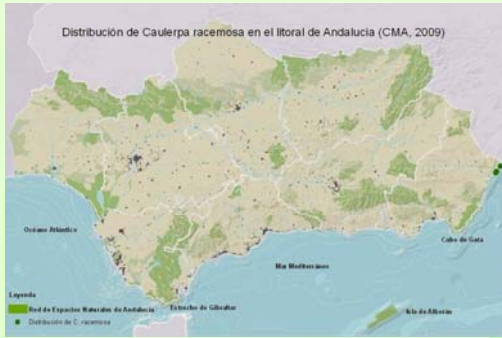 Distribución de Caulerpa racemosa en el litoral de Andalucia (CMA, 2009)
Océano Atlántico
Cabo de Gata
Mar Mediterráneo
Leyenda
Red de Espacios Naturales de Andalucía
Estrecho de Gibraltar
Isla de Alborán
Distribución de C. racemosa